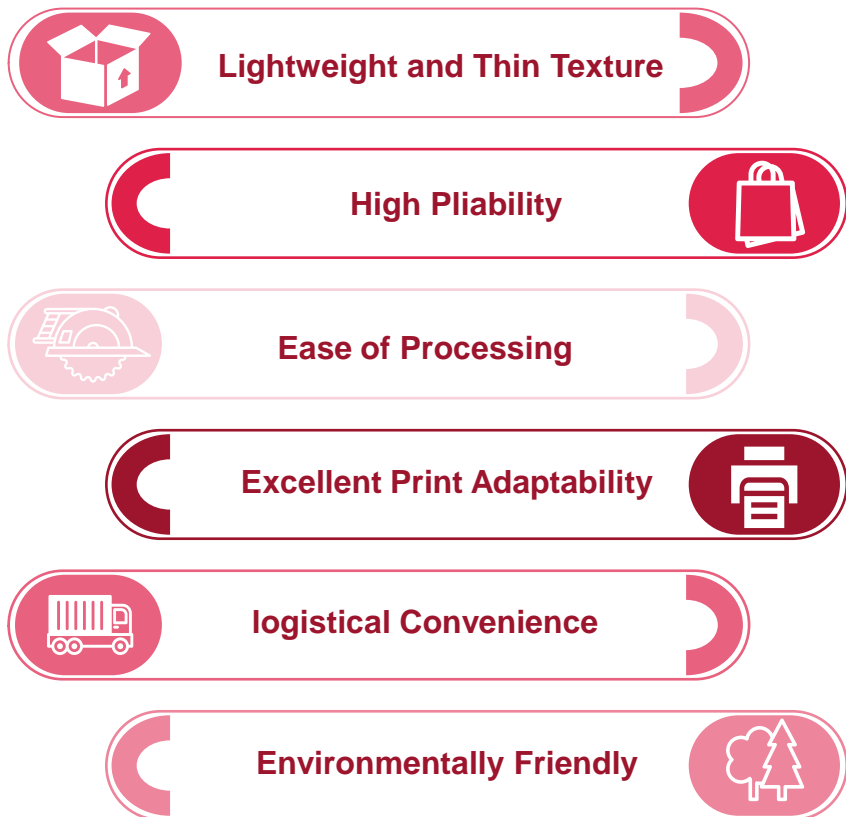 Lightweight and Thin Texture
High Pliability
Ease of Processing
Excellent Print Adaptability
logistical Convenience
Environmentally Friendly